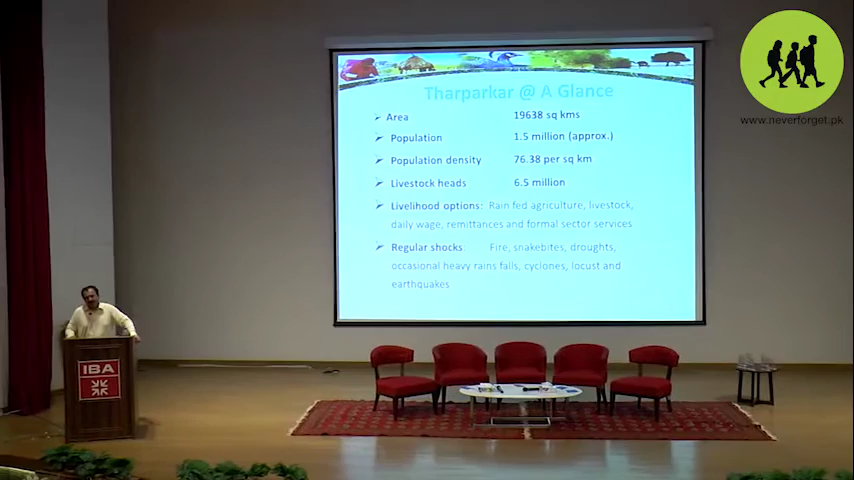 Tharparkar @ A Glance
Area 19638 sq kms
Population 1.5 million (approx.)
Population density 76.38 per sq km
Livestock heads 6.5 million
Livelihood options: Rain fed agriculture, livestock,
daily wage, remittances and formal sector services
Regular shocks: Fire, snakebites, droughts,
occasional heavy rains falls, cyclones, locust and
earthquakes
www.neverforget.pk
IBA